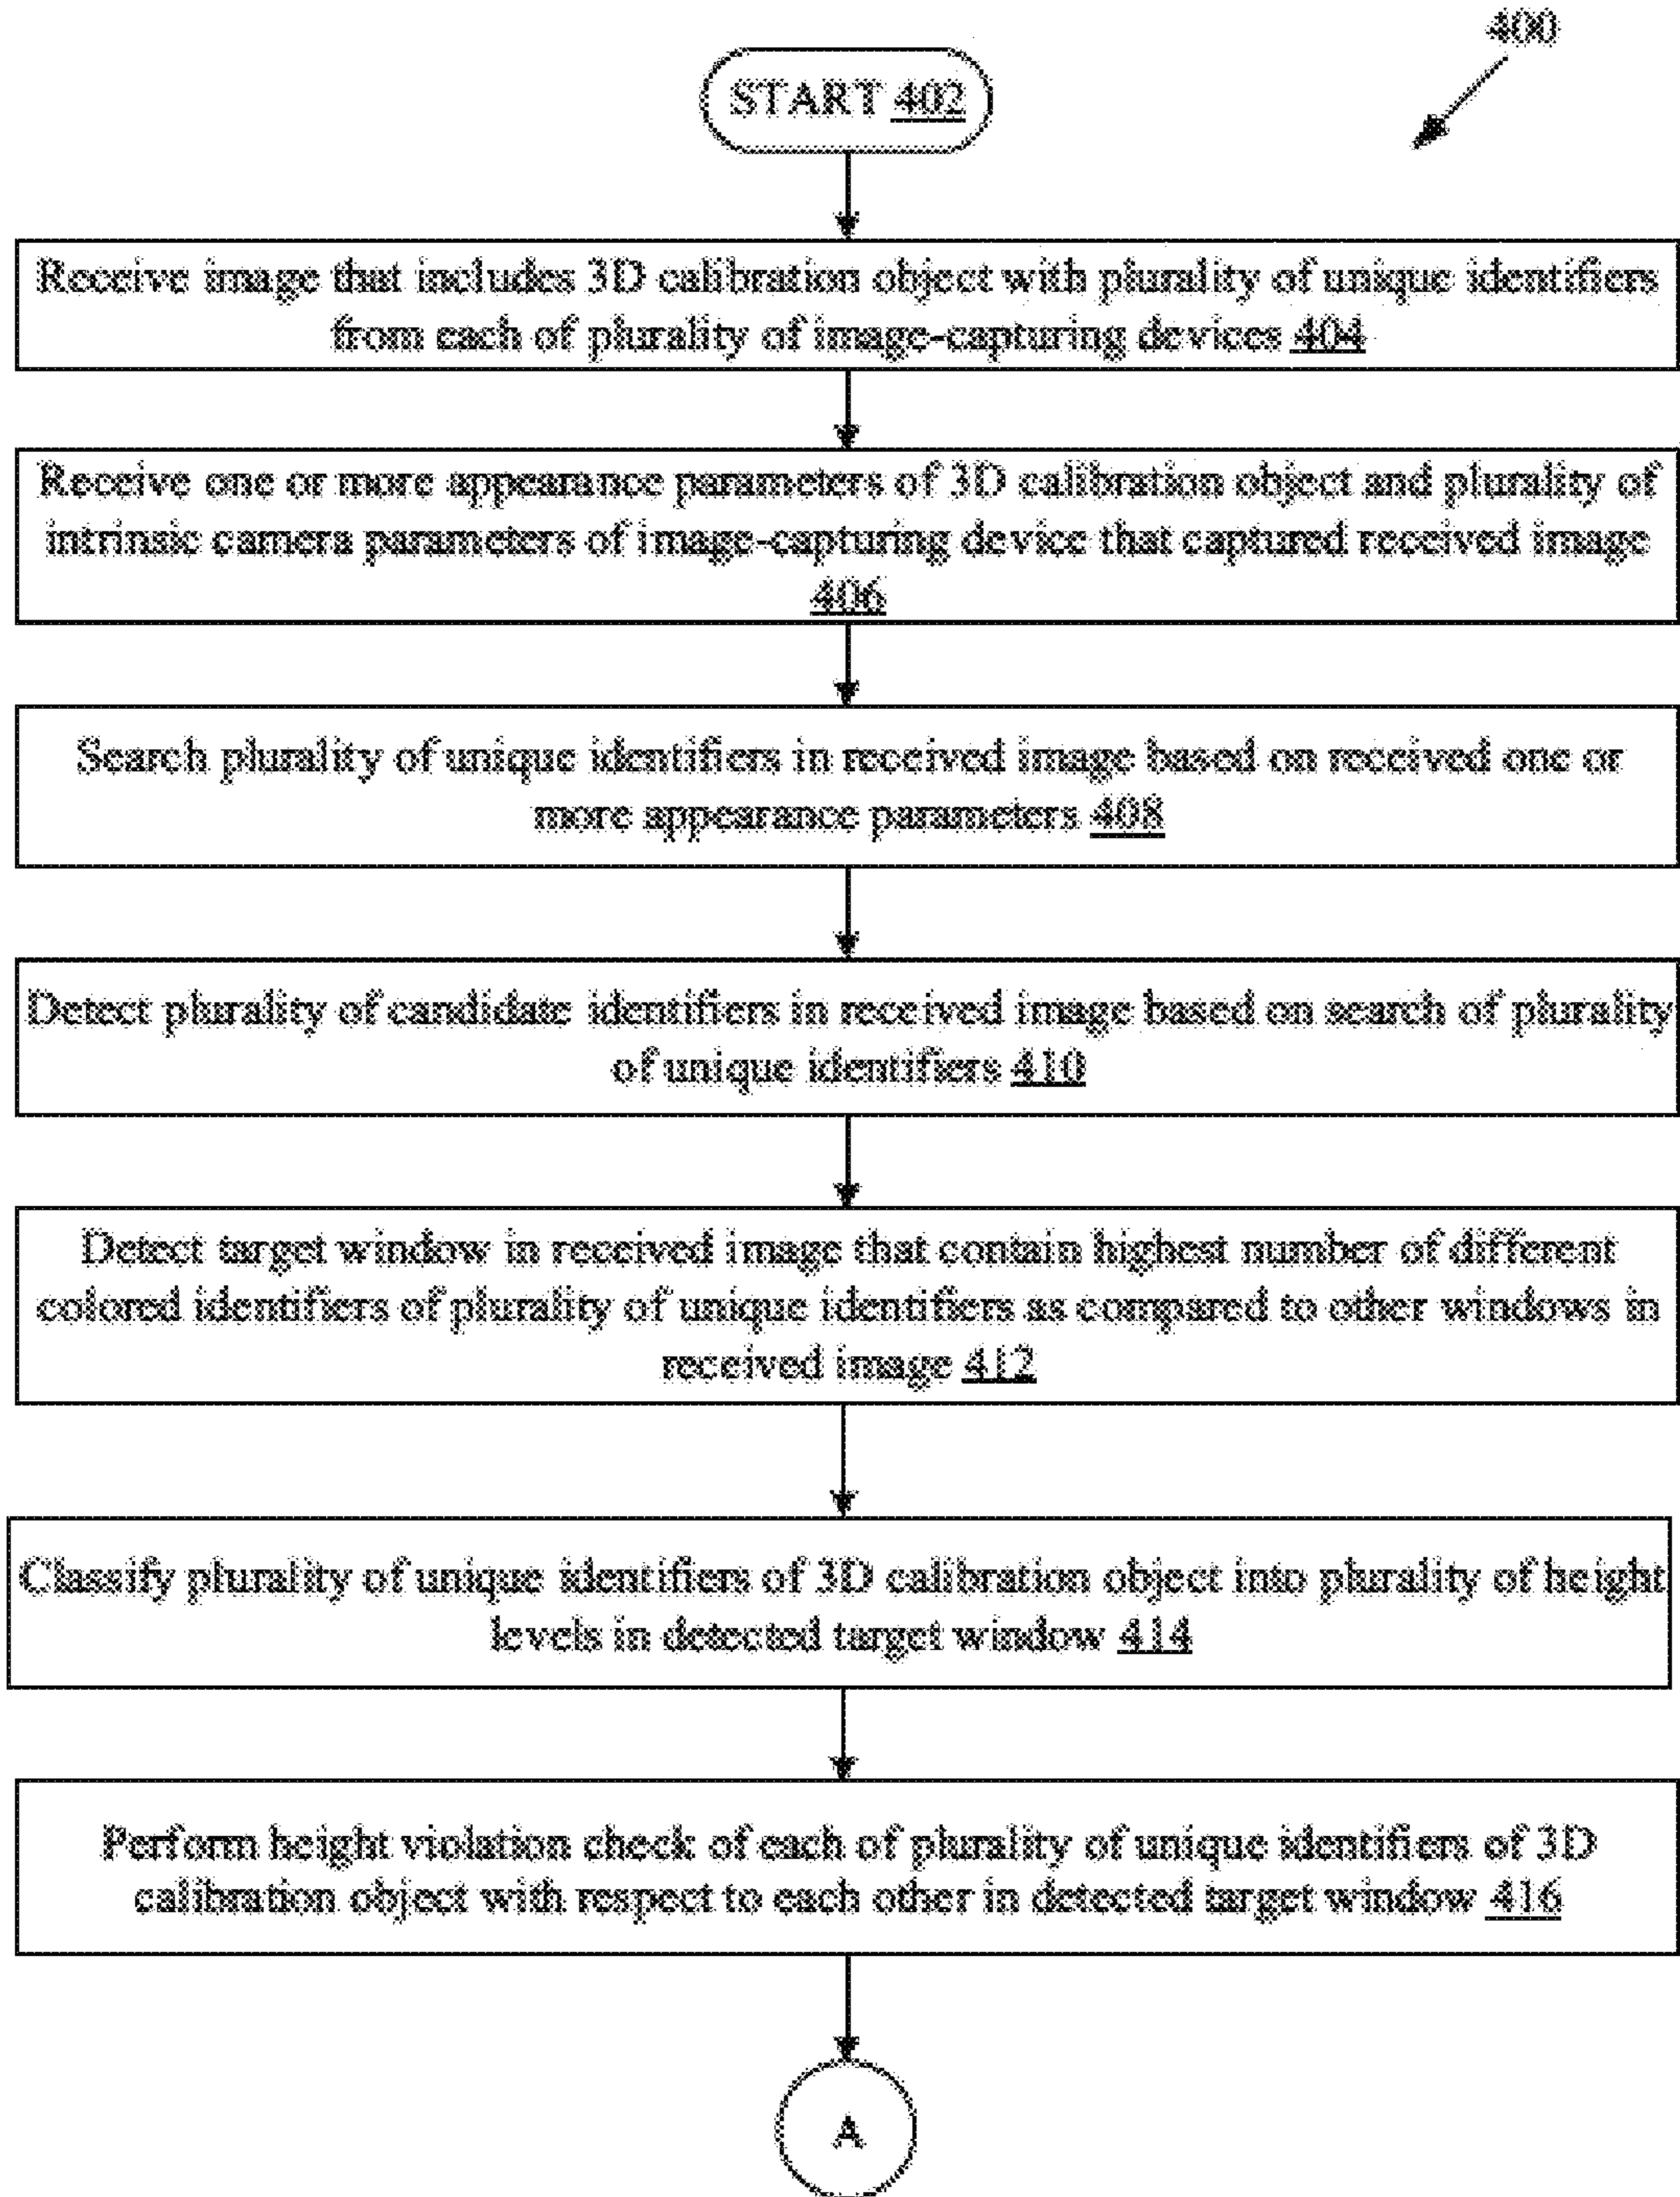 400
START 402
Receive image that includes 3D calibration object with plurality of unique identifiers
from each of plurality of image-capturing devices 404
Receive one or more appearance parameters of 3D calibration object and plurality of
intrinsic camera parameters of image-capturing device that captured received image
406
Search plurality of unique identifiers in received image based on received one or
more appearance parameters 408
Detect plurality of candidate identifiers in received image based on search of plurality
of unique identifiers 410
Detect target window in received image that contain highest number of different
colored identifiers of plurality of unique identifiers as compared to other windows in
received image 412
Classify plurality of unique identifiers of 3D calibration object into plurality of height
levels in detected target window 414
Perform height violation check of each of plurality of unique identifiers of 3D
calibration object with respect to each other in detected target window 416
A